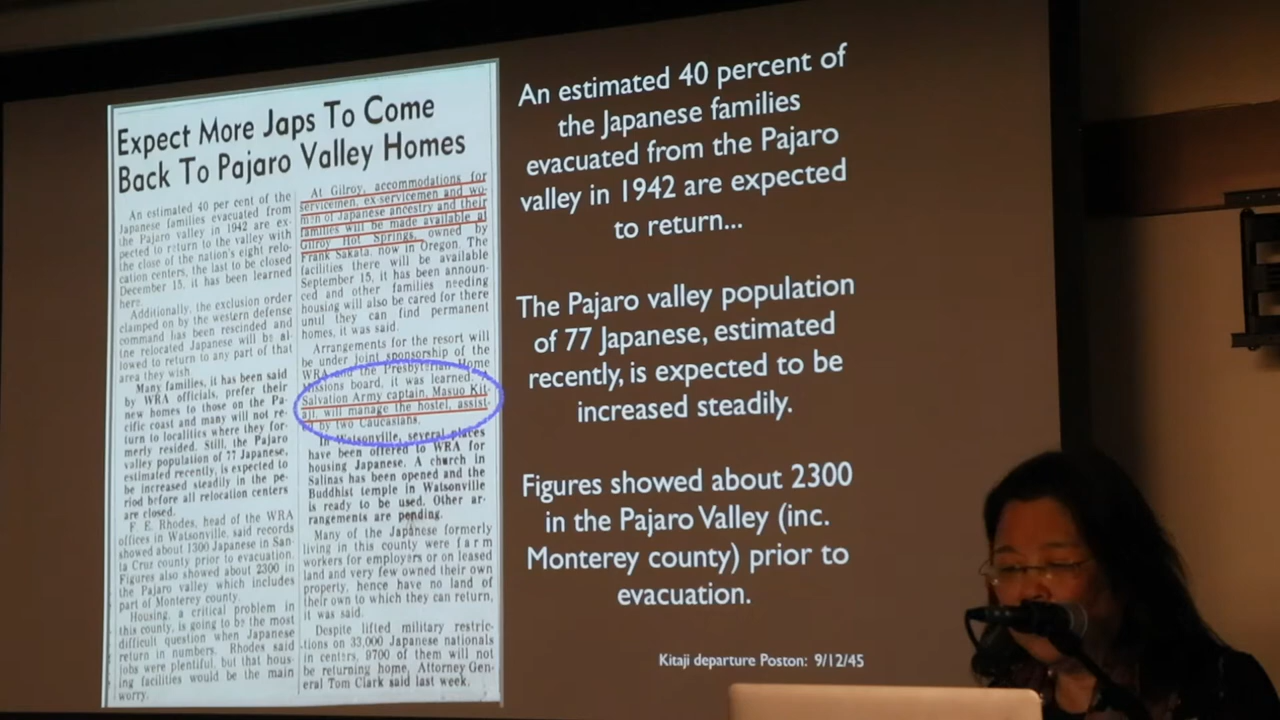 Expect More Japs To Come
Back To Pajaro Valley Homes
An estimated 40 per cent of the
Japanese families evacuated from
the Pajaro valley in 1942 are ex-
pected to return to the valley with
the close of the nation's eight relo-
cation centers, the last to be closed
December 15, it has been learned
here.
Additionally, the exclusion order
clamped on by the western defense
command has been rescinded and
the relocated Japanese will be al-
lowed to return to any part of that
area they wish.
Many families, it has been said
by WRA officials, prefer their
new homes to those on the Pa-
cific coast and many will not re-
turn to localities where they for-
merly resided. Still, the Pajaro
valley population of 77 Japanese,
estimated recently, is expected to
be increased steadily in the pe-
riod before all relocation centers
are closed.
F. E. Rhodes, head of the WRA
offices in Watsonville, said records
showed about 1300 Japanese in San-
ta Cruz county prior to evacuation.
Figures also showed about 2300 in
the Pajaro valley which includes
part of Monterey county.
Housing, a critical problem in
this county, is going to be the most
difficult question when Japanese
return in numbers. Rhodes said
jobs were plentiful, but that hous-
ing facilities would be the main
worry.
At Gilroy, accommodations for
servicemen, ex-servicemen and wo-
men of Japanese ancestry and their
families will be made available at
Gilroy Hot Springs, owned by
Frank Sakata, now in Oregon. The
facilities there will be available
September 15, it has been announ-
ced and other families needing
housing will also be cared for there
until they can find permanent
homes, it was said.
Arrangements for the resort will
be under joint sponsorship of the
WRA and the Presbyterian Home
Missions board, it was learned. A
Salvation Army captain, Masuo Kit-
aji, will manage the hostel, assist-
ed by two Caucasians.
In Watsonville, several places
have been offered to WRA for
housing Japanese. A church in
Salinas has been opened and the
Buddhist temple in Watsonville
is ready to be used. Other ar-
rangements are pending.
Many of the Japanese formerly
living in this county were farm
workers for employers or on leased
land and very few owned their own
property, hence have no land of
their own to which they can return,
it was said.
Despite lifted military restric-
tions on 33,000 Japanese nationals
in centers, 9700 of them will not
be returning home, Attorney Gen-
eral Tom Clark said last week.
An estimated 40 percent of
the Japanese families
evacuated from the Pajaro
valley in 1942 are expected
to return...
The Pajaro valley population
of 77 Japanese, estimated
recently, is expected to be
increased steadily.
Figures showed about 2300
in the Pajaro Valley (inc.
Monterey county) prior to
evacuation.
Kitaji departure Poston: 9/12/45